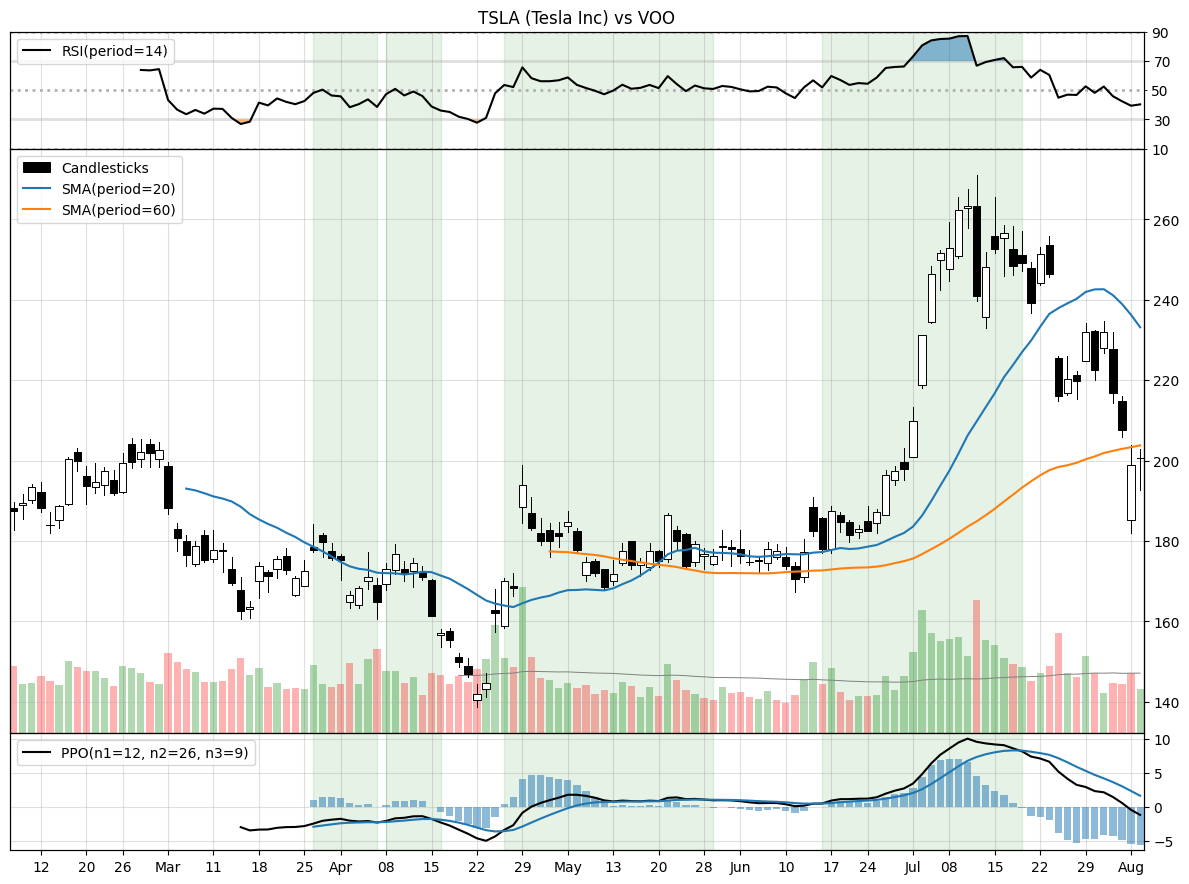 TSLA (Tesla Inc) vs VOO
RSI(period=14)
90
70
50
30
10
Candlesticks
SMA(period=20)
SMA(period=60)
260
240
220
200
180
160
140
PPO(n1=12, n2=26, n3=9)
10
5
0
−5
12 20 26 Mar 11 18 25 Apr 08 15 22 May 13 20 28 Jun 10 17 24 Jul 08 15 22 29 Aug